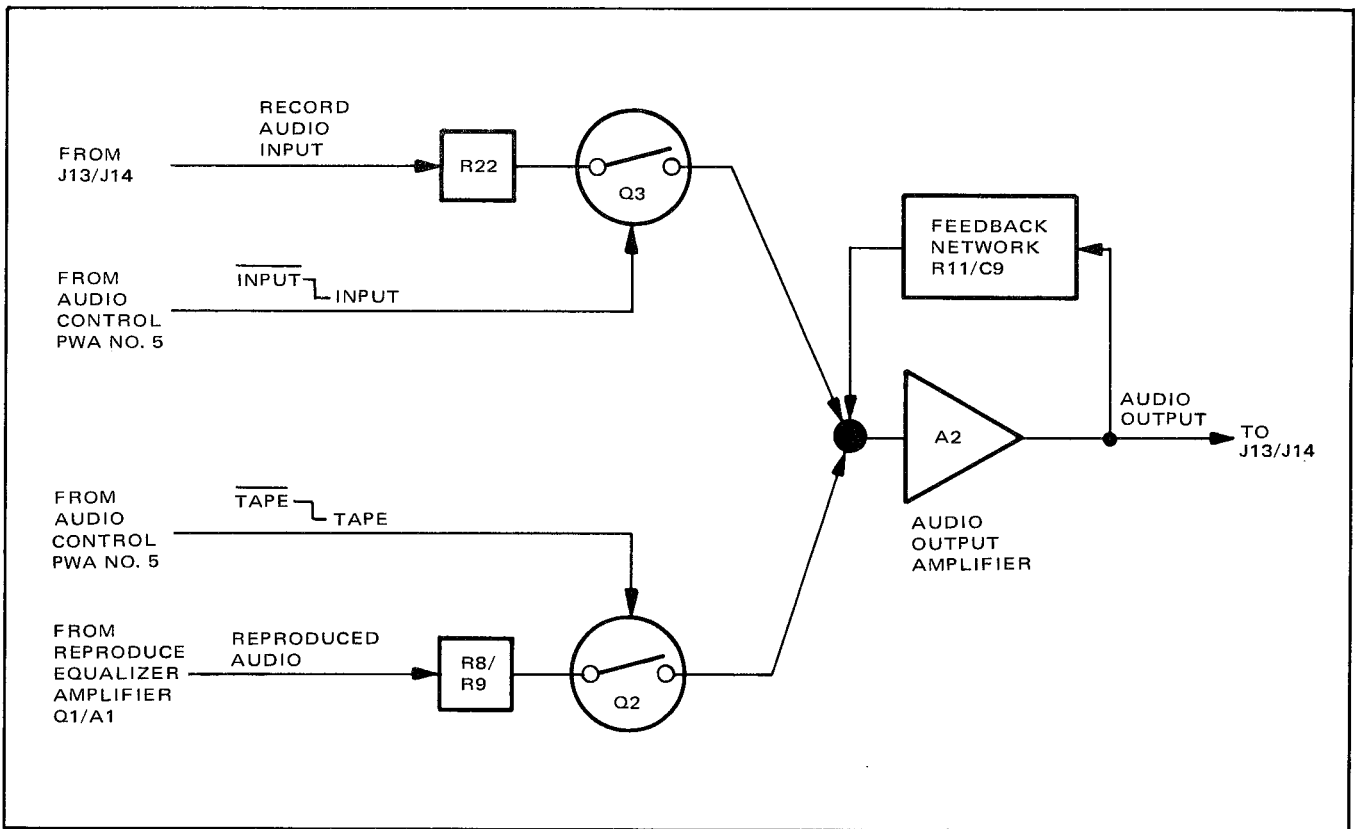 RECORD
AUDIO
INPUT
FROM
J13/J14
R22
Q3
FROM
AUDIO
CONTROL
PWA NO. 5
INPUT
INPUT
FEEDBACK
NETWORK
R11/C9
A2
AUDIO
OUTPUT
TO
J13/J14
AUDIO
OUTPUT
AMPLIFIER
FROM
AUDIO
CONTROL
PWA NO. 5
TAPE
TAPE
FROM
REPRODUCE
EQUALIZER
AMPLIFIER
Q1/A1
REPRODUCED
AUDIO
R8/
R9
Q2